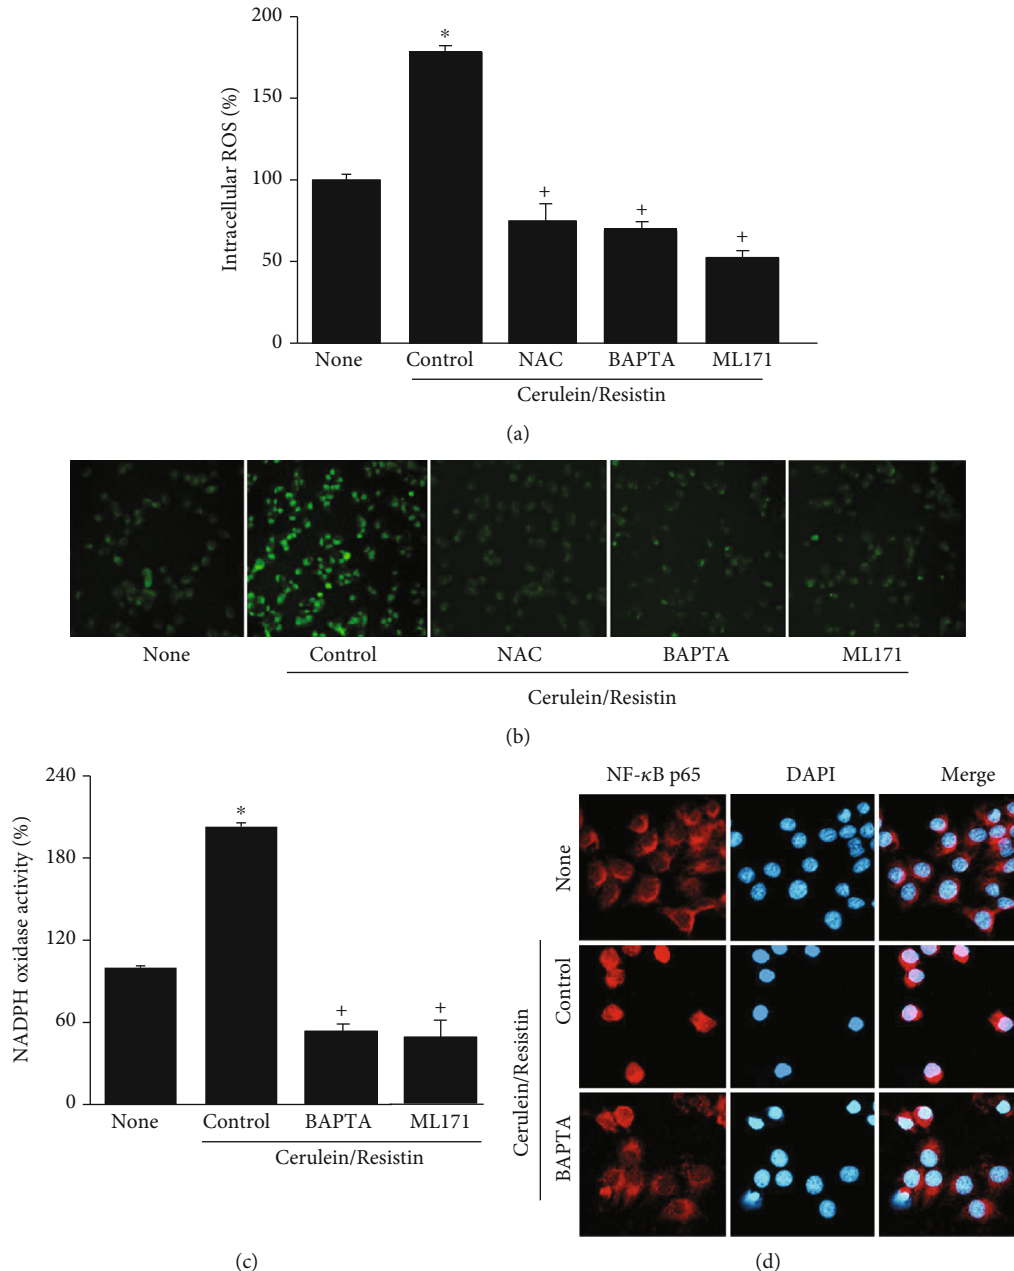 200
150
100
50
0
Intracellular ROS (%)
*
+
+
+
None Control NAC BAPTA ML171
Cerulein/Resistin
(a)
None Control NAC BAPTA ML171
Cerulein/Resistin
(b)
240
180
120
60
0
NADPH oxidase activity (%)
*
+
+
None Control BAPTA ML171
Cerulein/Resistin
(c)
NF-κB p65 DAPI Merge
None
Control
BAPTA
Cerulein/Resistin
(d)